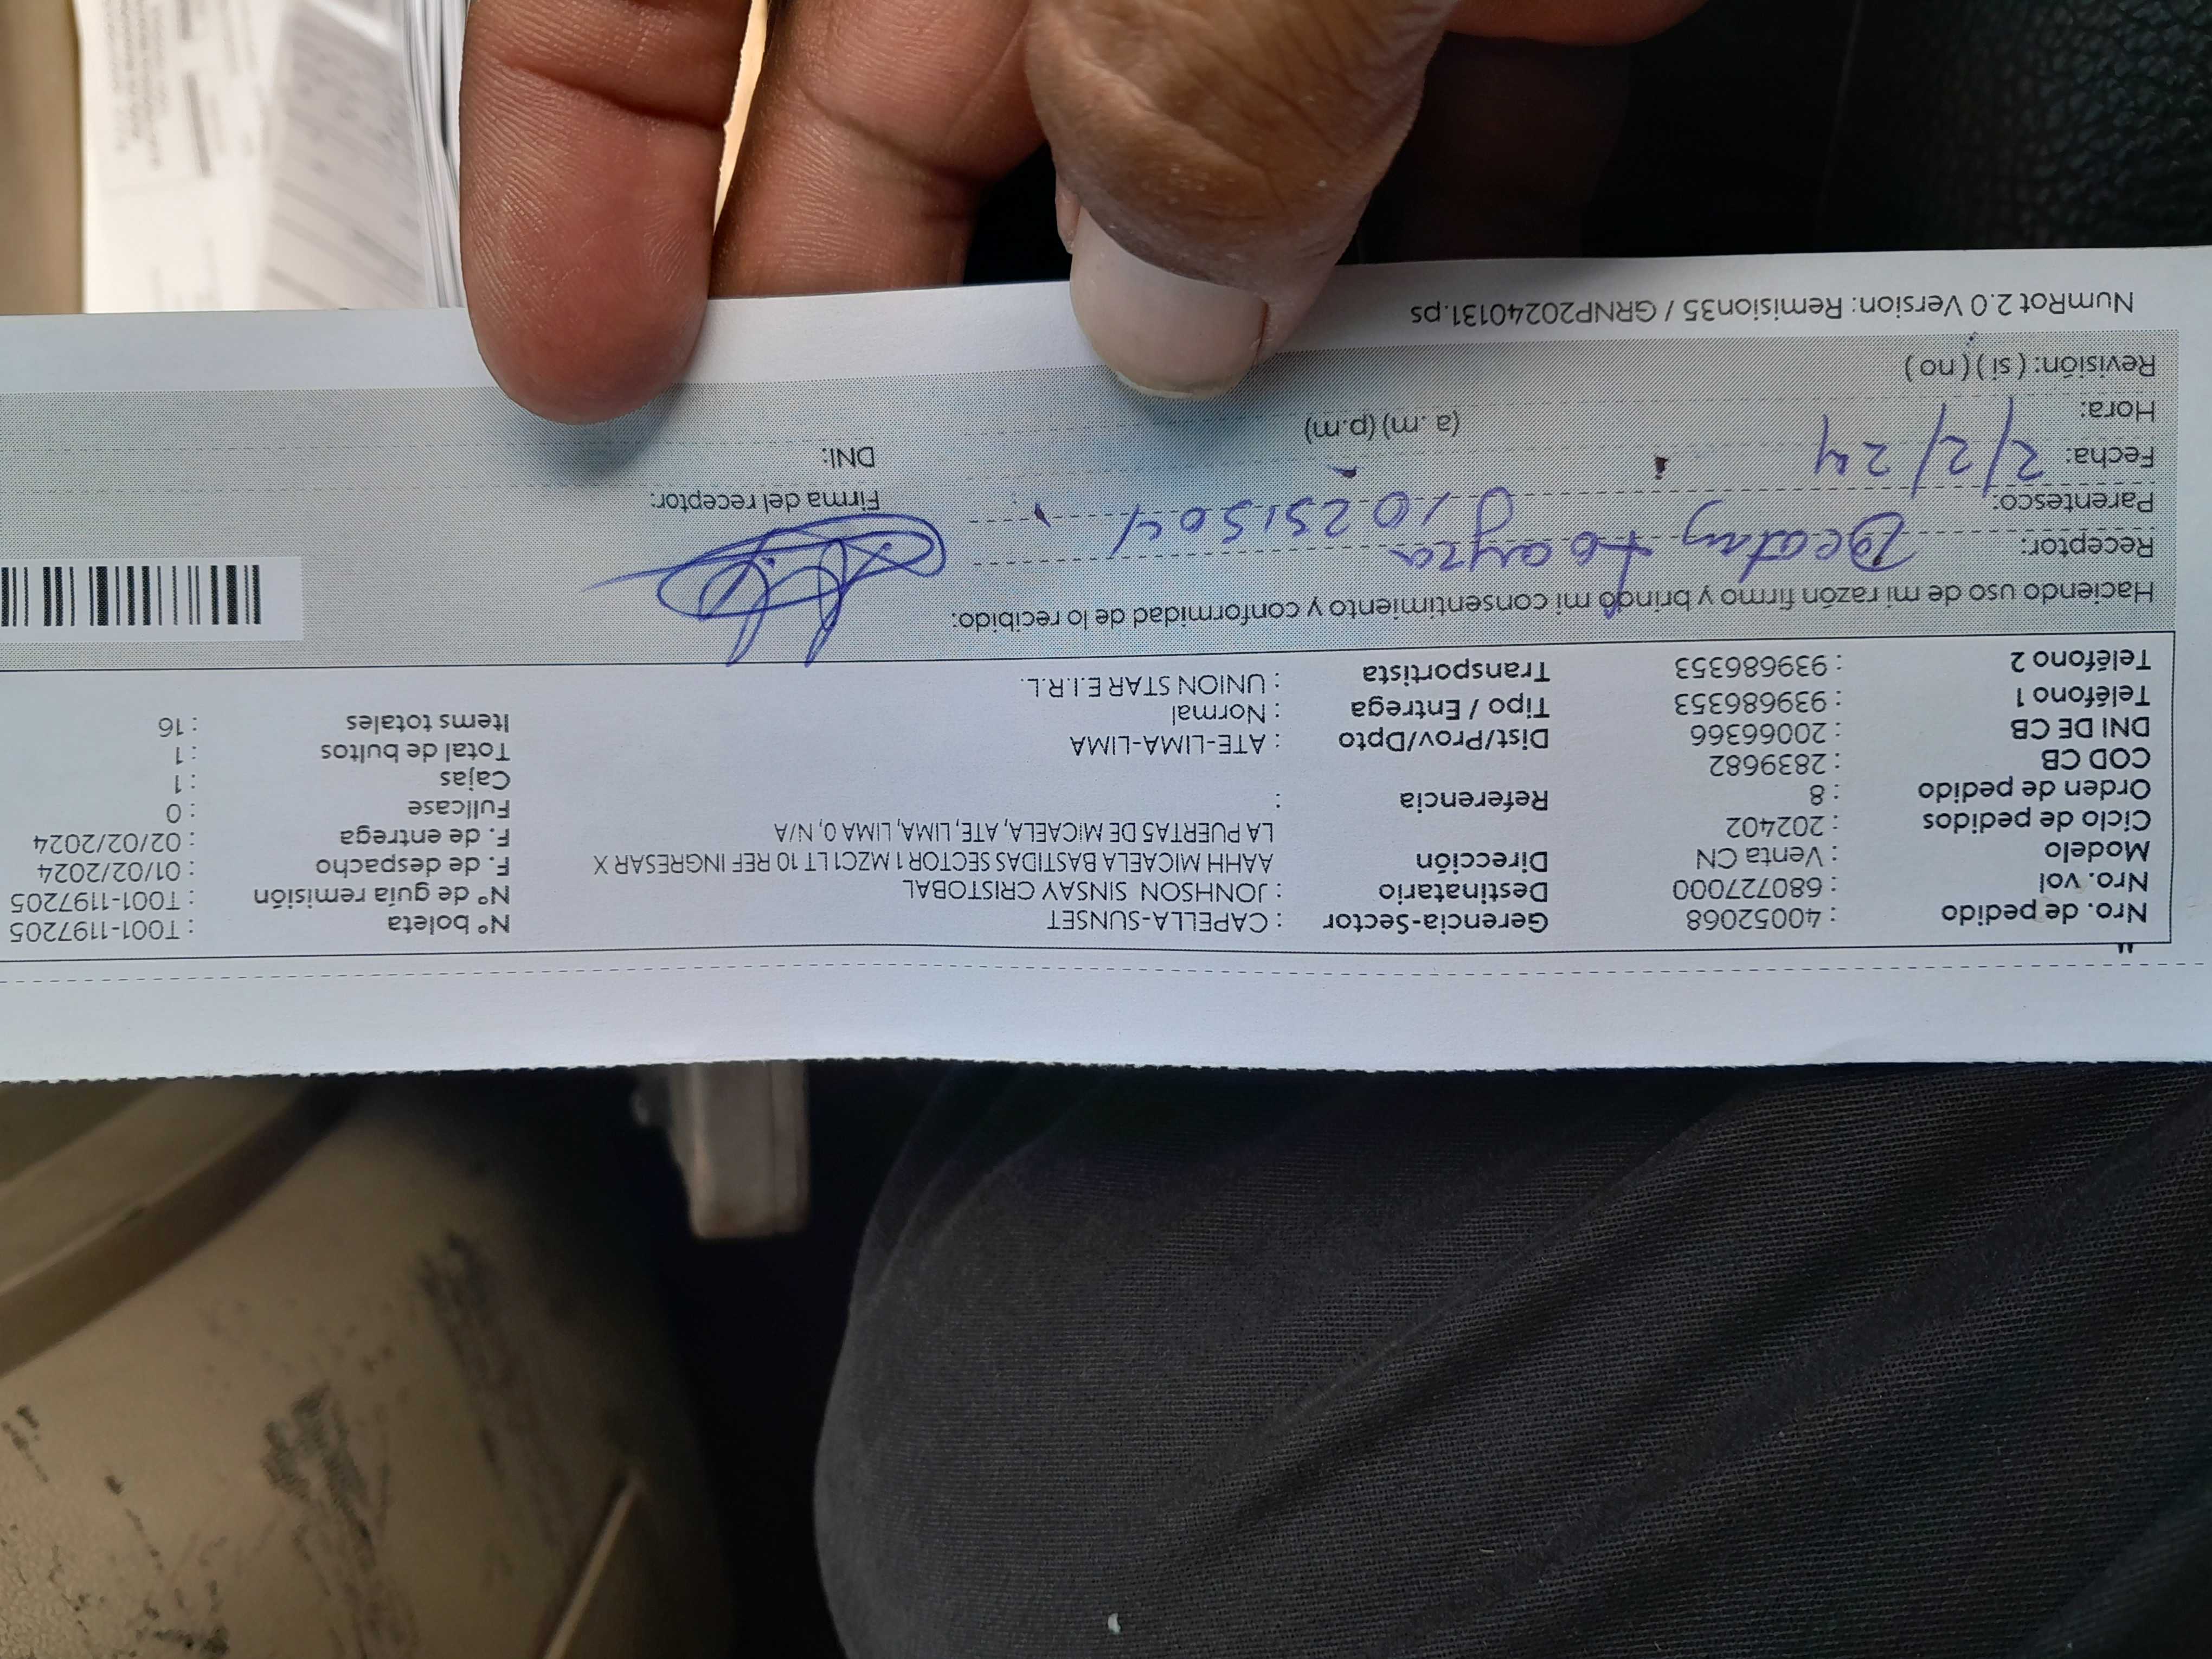 Nro. de pedido : 40052068 Gerencia-Sector : CAPELLA-SUNSET Nº boleta : T001-1197205
Nro. vol : 680727000 Destinatario : JONHSON SINSAY CRISTOBAL Nº de guía remisión : T001-1197205
Modelo : Venta CN Dirección AAHH MICAELA BASTIDAS SECTOR 1 MZC1 LT 10 REF INGRESAR X F. de despacho : 01/02/2024
Ciclo de pedidos : 202402 LA PUERTAS DE MICAELA, ATE, LIMA, LIMA 0, N/A F. de entrega : 02/02/2024
Orden de pedido : 8 Referencia : Fullcase : 0
COD CB : 2839682 Cajas : 1
DNI DE CB : 20066366 Dist/Prov/Dpto : ATE-LIMA-LIMA Total de bultos : 1
Teléfono 1 : 939686353 Tipo / Entrega : Normal Items totales : 16
Teléfono 2 : 939686353 Transportista : UNION STAR E.I.R.L.
Haciendo uso de mi razón firmo y brindo mi consentimiento y conformidad de lo recibido:
Receptor:
Parentesco: Firma del receptor:
Fecha: 2/2/24 DNI:
Hora: (a .m) (p.m)
Revisión: ( si ) ( no )
NumRot 2.0 Version: Remision35 / GRNP20240131.ps